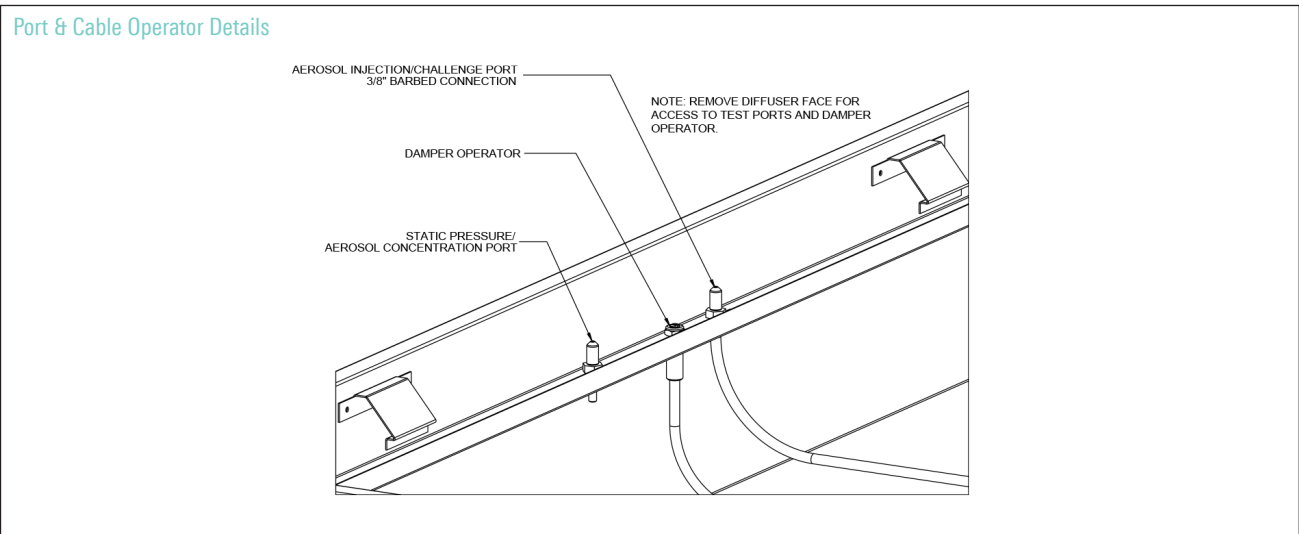 Port & Cable Operator Details
AEROSOL INJECTION/CHALLENGE PORT
3/8" BARBED CONNECTION
NOTE: REMOVE DIFFUSER FACE FOR
ACCESS TO TEST PORTS AND DAMPER
OPERATOR.
DAMPER OPERATOR
STATIC PRESSURE/
AEROSOL CONCENTRATION PORT